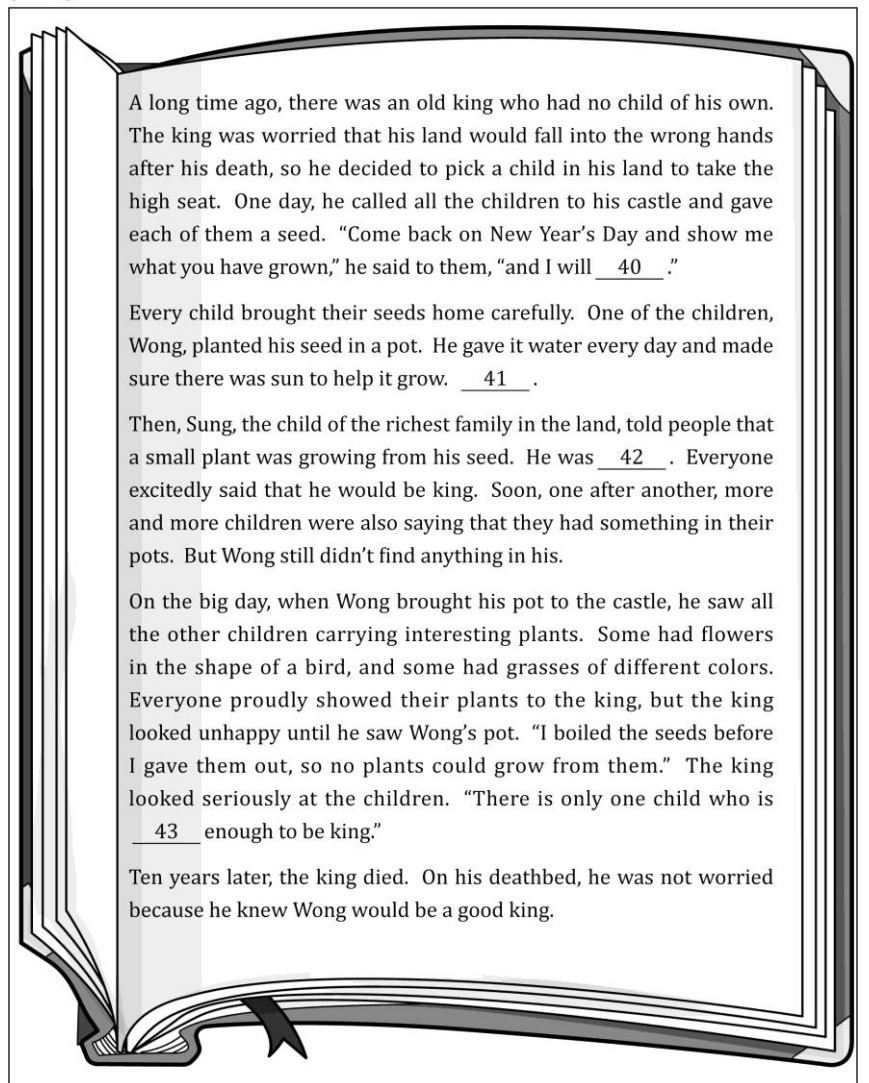 A long time ago, there was an old king who had no child of his own.
The king was worried that his land would fall into the wrong hands
after his death, so he decided to pick a child in his land to take the
high seat. One day, he called all the children to his castle and gave
each of them a seed. “Come back on New Year’s Day and show me
what you have grown,” he said to them, “and I will 40 .”
Every child brought their seeds home carefully. One of the children,
Wong, planted his seed in a pot. He gave it water every day and made
sure there was sun to help it grow. 41 .
Then, Sung, the child of the richest family in the land, told people that
a small plant was growing from his seed. He was 42 . Everyone
excitedly said that he would be king. Soon, one after another, more
and more children were also saying that they had something in their
pots. But Wong still didn’t find anything in his.
On the big day, when Wong brought his pot to the castle, he saw all
the other children carrying interesting plants. Some had flowers
in the shape of a bird, and some had grasses of different colors.
Everyone proudly showed their plants to the king, but the king
looked unhappy until he saw Wong’s pot. “I boiled the seeds before
I gave them out, so no plants could grow from them.” The king
looked seriously at the children. “There is only one child who is
43 enough to be king.”
Ten years later, the king died. On his deathbed, he was not worried
because he knew Wong would be a good king.